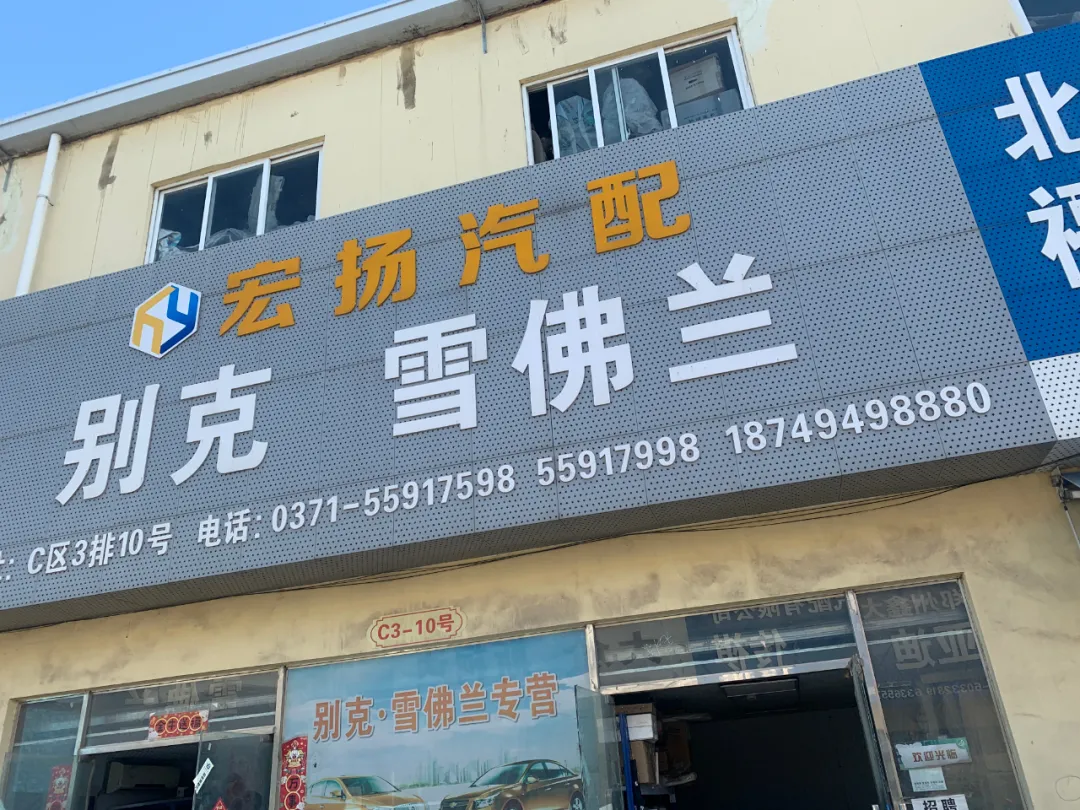 宏扬汽配
别克 雪佛兰
C区3排10号 电话: 0371-55917598 55917998 18749498880
北
C3-10号
别克·雪佛兰专营
欢迎光临
招聘